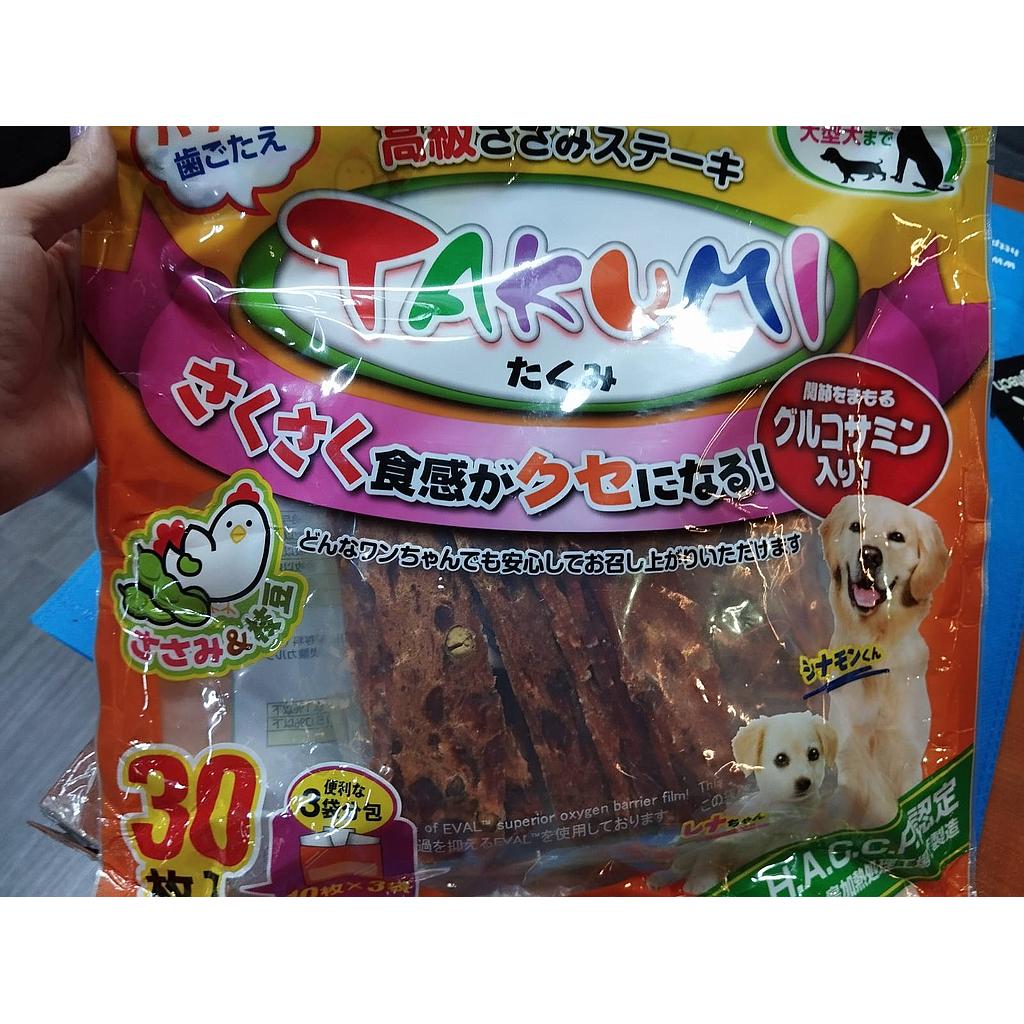 歯ごたえ
高級ささみステーキ
大型犬まで
TAKUMI
たくみ
さくさく食感がクセになる!
関節をまもる
グルコサミン
入り!
どんなワンちゃんでも安心してお召し上がりいただけます
ささみ&緑豆
シナモンくん
レナちゃん
30
枚入
便利な
3袋分包
10枚×3袋
of EVAL™ superior oxygen barrier film! This
過を抑えるEVAL™を使用しております。この
H.A.C.C.P.認定